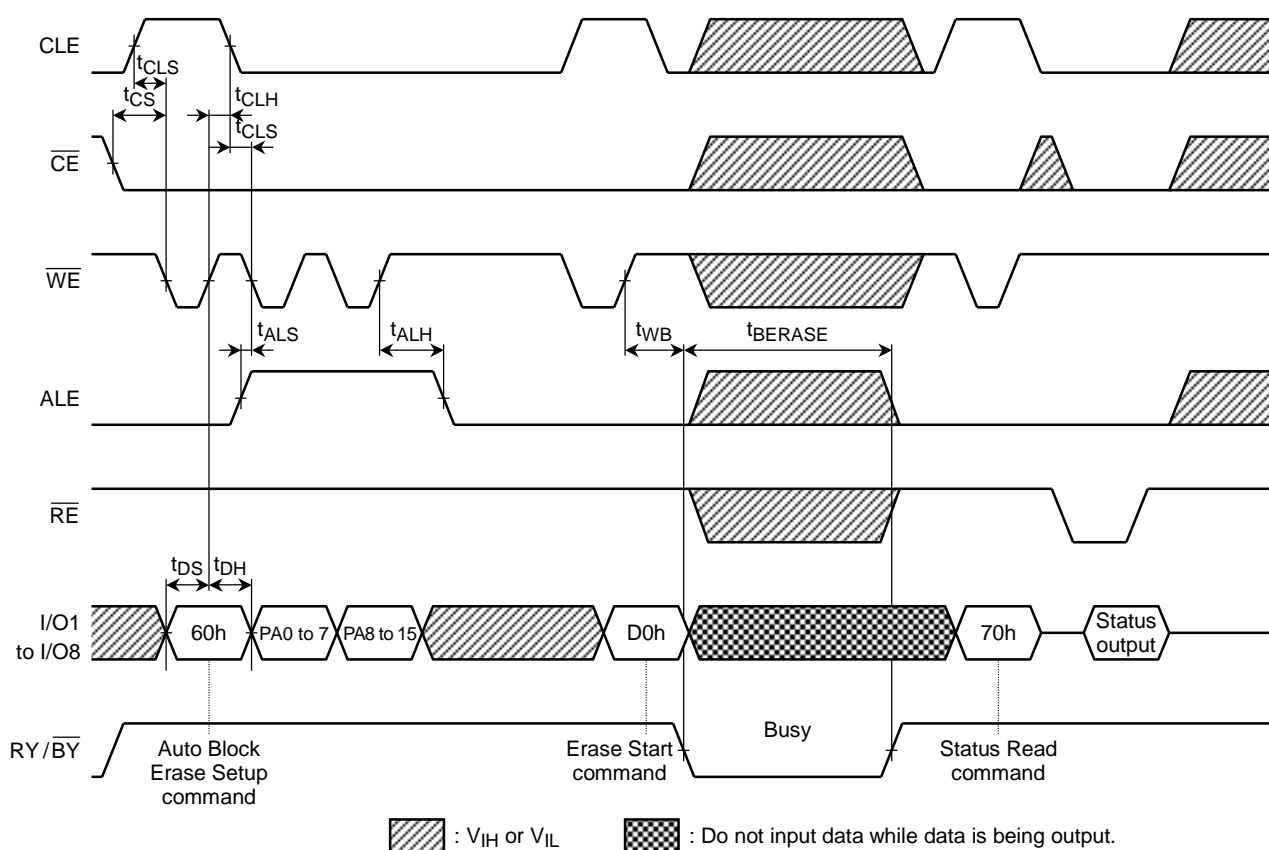 CLE
tCLS
tCS
tCLH
tCLS
CE
WE
tALS
tALH
tWB
tBERASE
ALE
RE
tDS
tDH
I/O1
to I/O8
60h
PA0 to 7
PA8 to 15
D0h
70h
Status
output
RY/BY
Auto Block
Erase Setup
command
Erase Start
command
Busy
Status Read
command
: VIH or VIL
: Do not input data while data is being output.